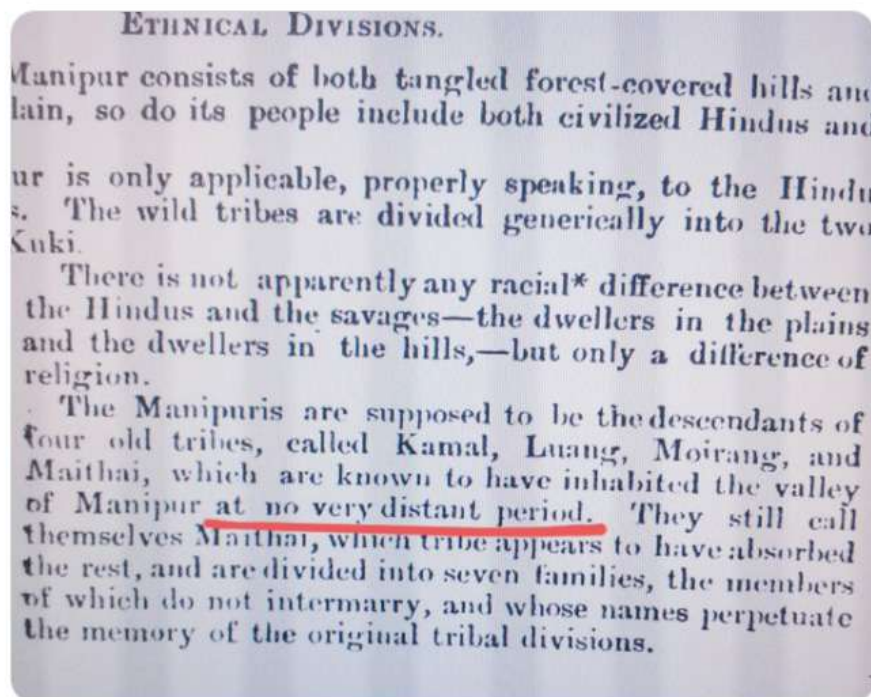 ETHNICAL DIVISIONS.
Manipur consists of both tangled forest-covered hills and
lain, so do its people include both civilized Hindus and
ur is only applicable, properly speaking, to the Hindu
s. The wild tribes are divided generically into the two
Kuki.
There is not apparently any racial* difference between
the Hindus and the savages—the dwellers in the plains
and the dwellers in the hills,—but only a difference of
religion.
The Manipuris are supposed to be the descendants of
four old tribes, called Kamal, Luang, Moirang, and
Maithai, which are known to have inhabited the valley
of Manipur at no very distant period. They still call
themselves Maithai, which tribe appears to have absorbed
the rest, and are divided into seven families, the members
of which do not intermarry, and whose names perpetuate
the memory of the original tribal divisions.